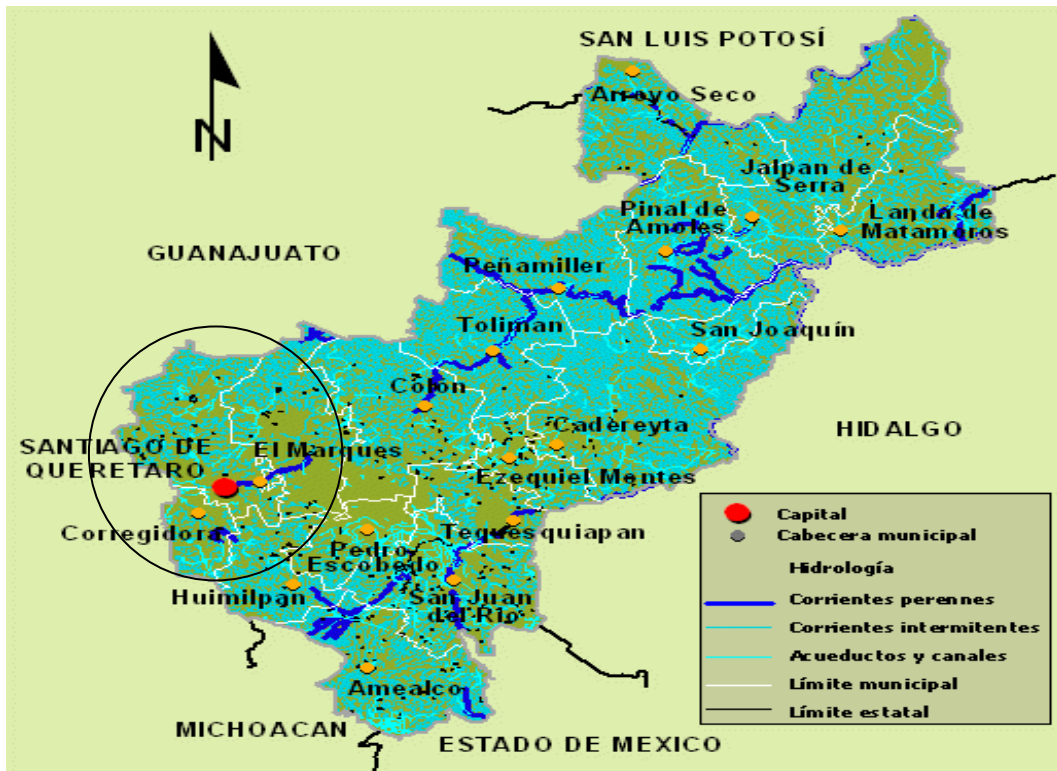 SAN LUIS POTOSÍ
Arroyo Seco
N
Jalpan de
Serra
Pinal de
Amoles
Landa de
Matamoros
GUANAJUATO
Peñamiller
Toliman
San Joaquín
Colón
Cadereyta
HIDALGO
SANTIAGO DE
QUERETARO
El Marques
Ezequiel Montes
Corregidora
Tequesquiapan
Pedro
Escobedo
Huimilpan
San Juan
del Río
Amealco
MICHOACAN
ESTADO DE MEXICO
Capital
Cabecera municipal
Hidrología
Corrientes perennes
Corrientes intermitentes
Acueductos y canales
Límite municipal
Límite estatal